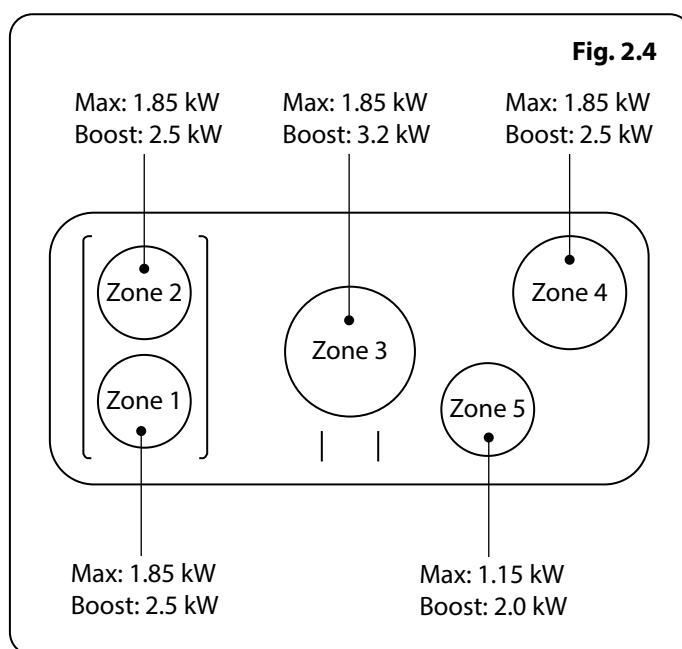 Fig. 2.4
Max: 1.85 kW
Boost: 2.5 kW
Max: 1.85 kW
Boost: 3.2 kW
Max: 1.85 kW
Boost: 2.5 kW
Zone 2
Zone 4
Zone 3
Zone 1
Zone 5
Max: 1.85 kW
Boost: 2.5 kW
Max: 1.15 kW
Boost: 2.0 kW